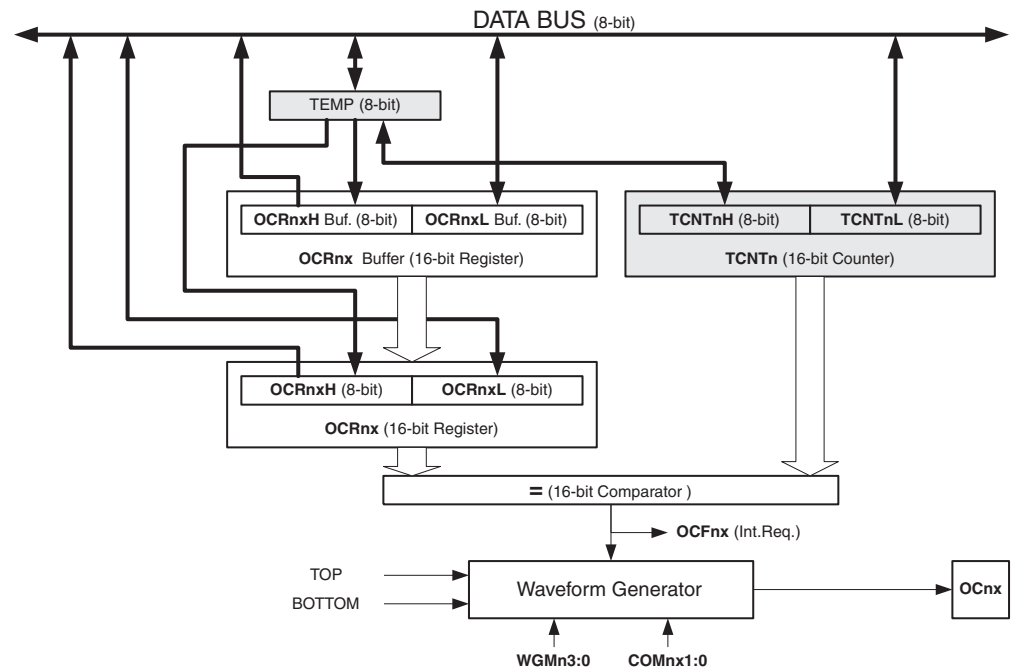 DATA BUS (8-bit)
TEMP (8-bit)
OCRnxH Buf. (8-bit) OCRnxL Buf. (8-bit)
OCRnx Buffer (16-bit Register)
TCNTnH (8-bit) TCNTnL (8-bit)
TCNTn (16-bit Counter)
OCRnxH (8-bit) OCRnxL (8-bit)
OCRnx (16-bit Register)
= (16-bit Comparator )
OCFnx (Int.Req.)
TOP
BOTTOM
Waveform Generator
OCnx
WGMn3:0 COMnx1:0